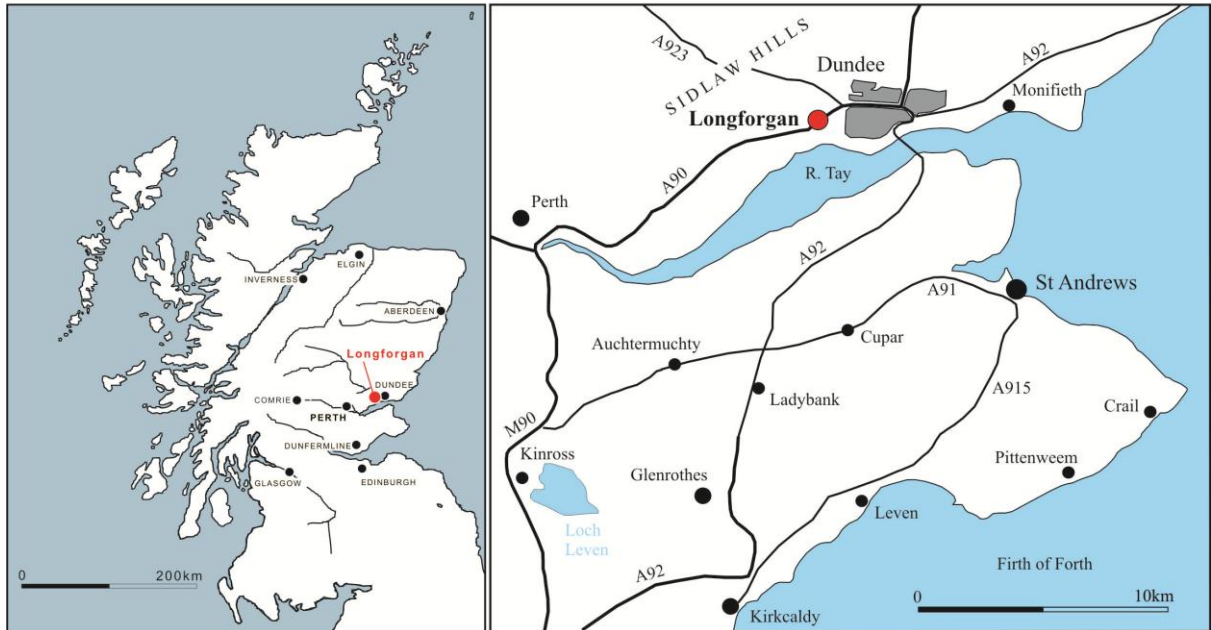 ELGIN
INVERNESS
ABERDEEN
Longforgan
DUNDEE
COMRIE
PERTH
DUNFERMLINE
GLASGOW
EDINBURGH
0 200km
A923
SIDLAW HILLS
Dundee
A92
Monifieth
Longforgan
A90
R. Tay
Perth
A92
St Andrews
A91
Cupar
Auchtermuchty
Ladybank
A915
Crail
M90
Kinross
Pittenweem
Glenrothes
Leven
Loch
Leven
Firth of Forth
A92
0 10km
Kirkcaldy